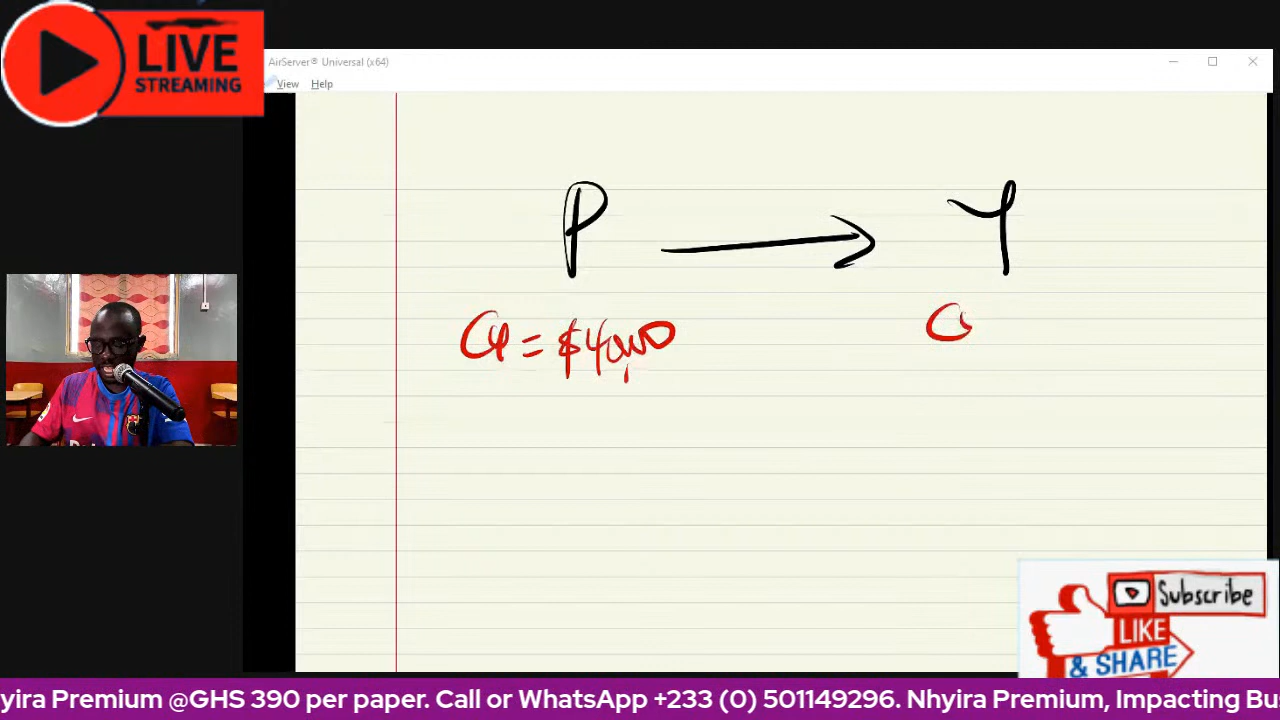 LIVE
STREAMING
AirServer® Universal (x64)
View Help
P → Y
= $40,000
Subscribe
LIKE
& SHARE
yira Premium @GHS 390 per paper. Call or WhatsApp +233 (0) 501149296. Nhyira Premium, Impacting Bu